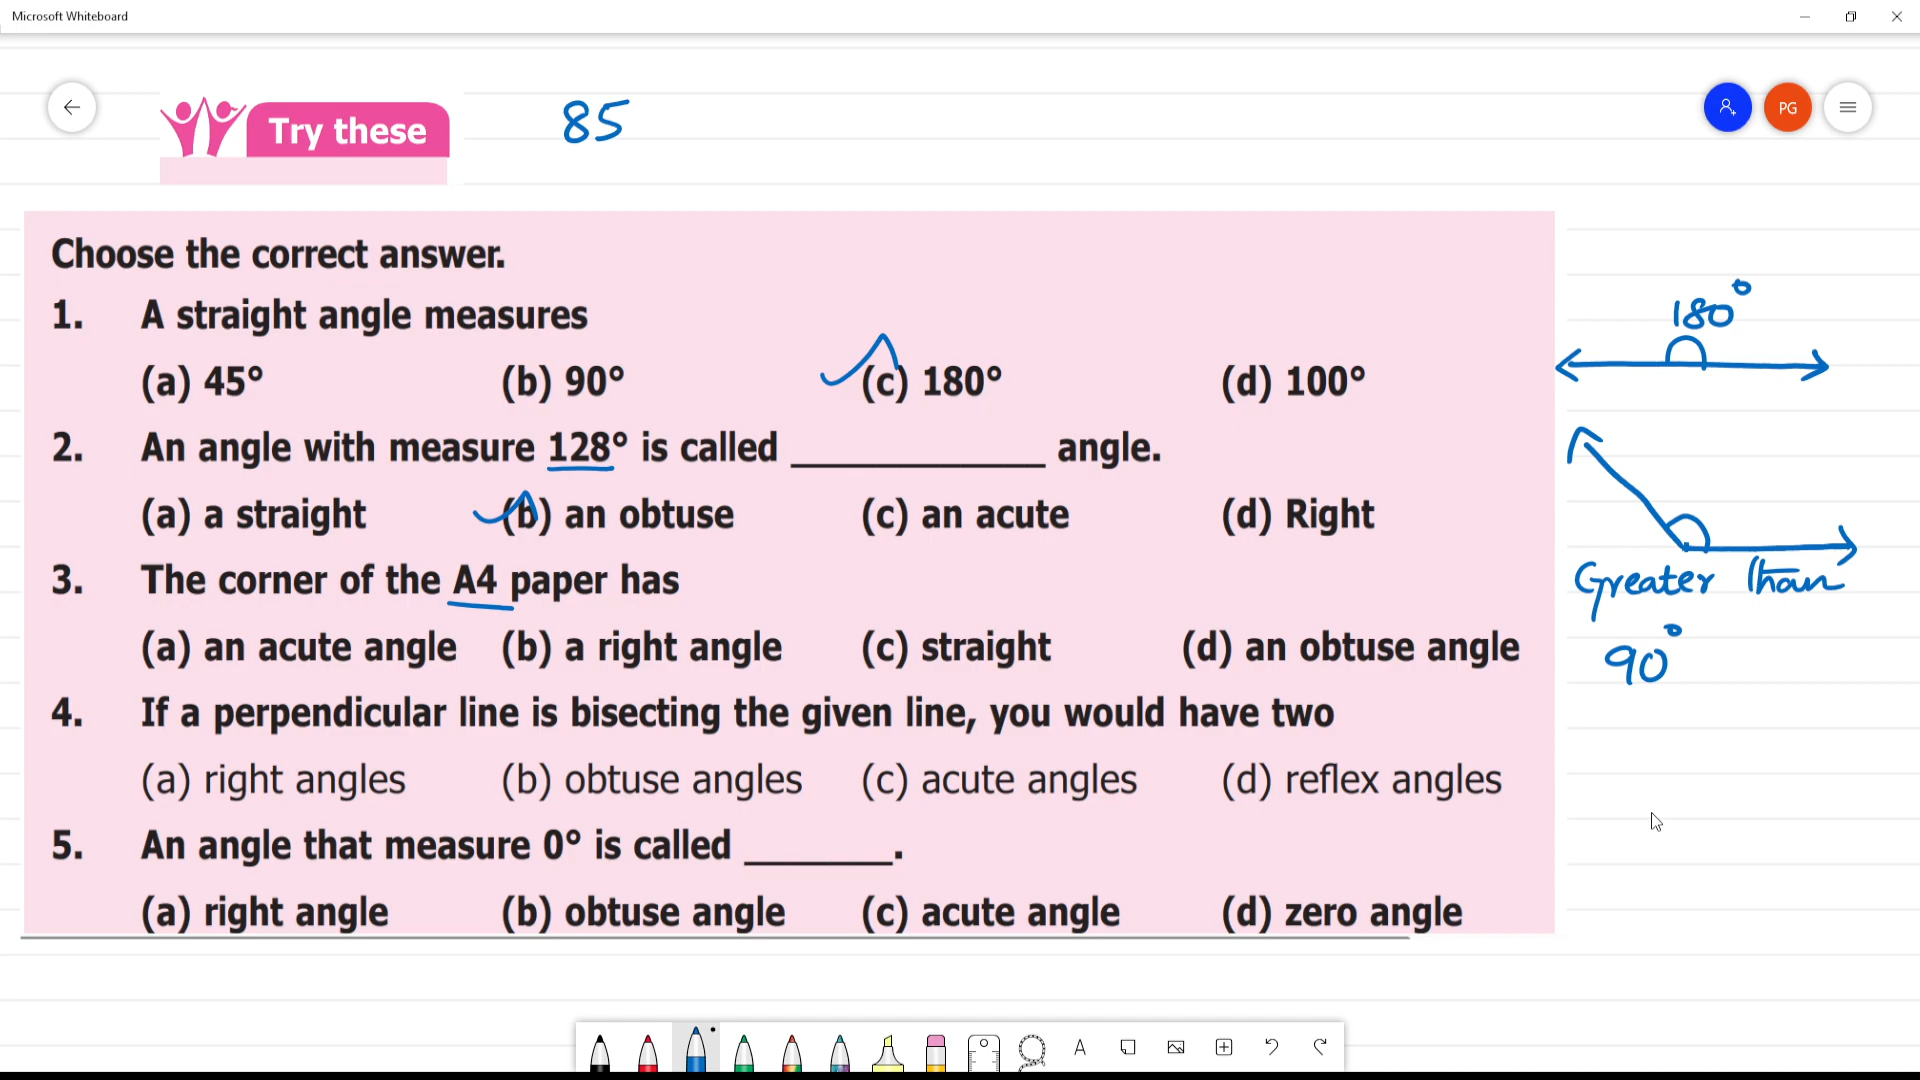 Microsoft Whiteboard
Try these
85
PG
Choose the correct answer.
1. A straight angle measures
(a) 45° (b) 90° (c) 180° (d) 100°
180°
2. An angle with measure 128° is called ______________ angle.
(a) a straight (b) an obtuse (c) an acute (d) Right
3. The corner of the A4 paper has
Greater than
(a) an acute angle (b) a right angle (c) straight (d) an obtuse angle
90°
4. If a perpendicular line is bisecting the given line, you would have two
(a) right angles (b) obtuse angles (c) acute angles (d) reflex angles
5. An angle that measure 0° is called ________.
(a) right angle (b) obtuse angle (c) acute angle (d) zero angle
A